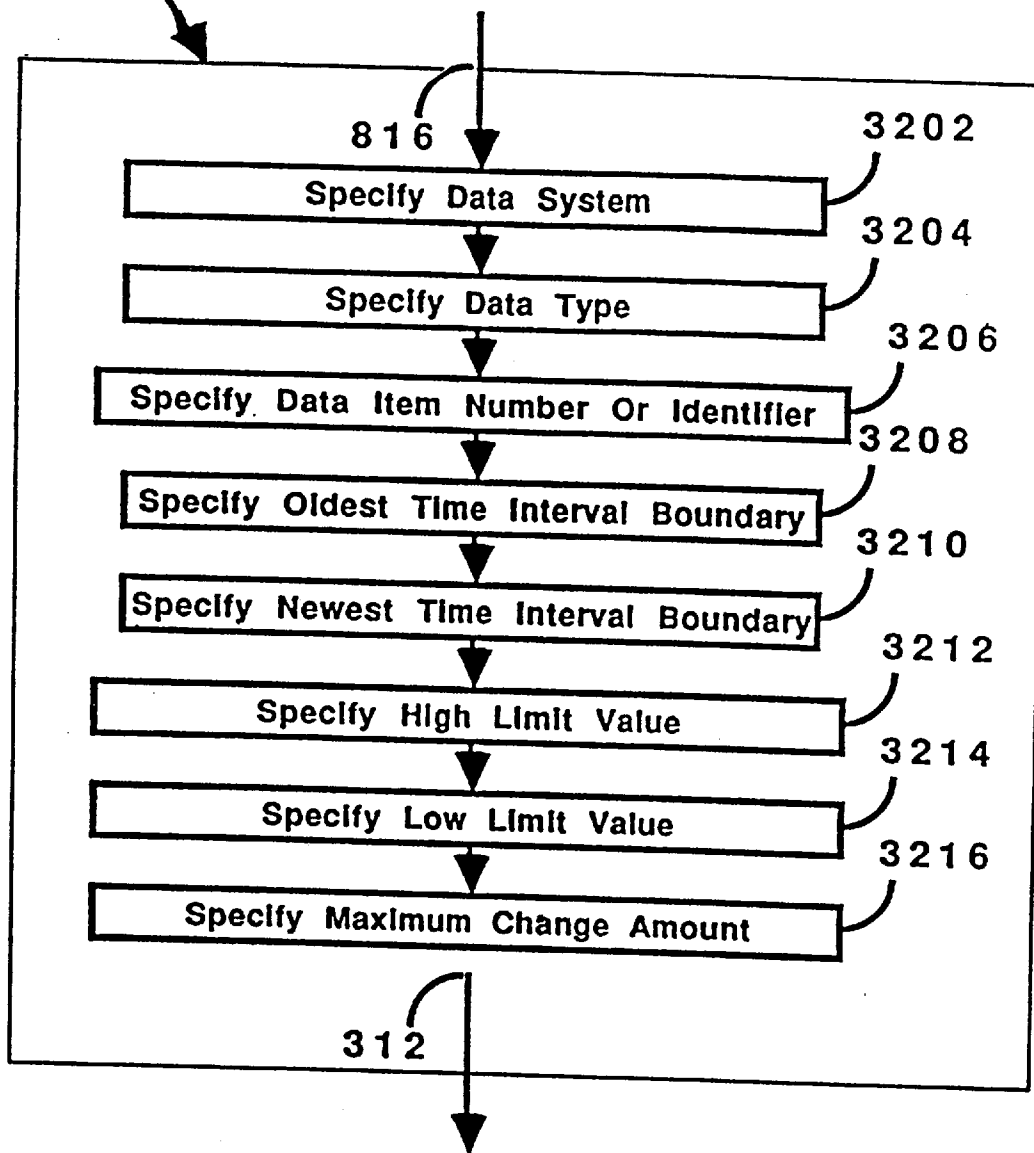 816
3202
Specify Data System
3204
Specify Data Type
3206
Specify Data Item Number Or Identifier
3208
Specify Oldest Time Interval Boundary
3210
Specify Newest Time Interval Boundary
3212
Specify High Limit Value
3214
Specify Low Limit Value
3216
Specify Maximum Change Amount
312